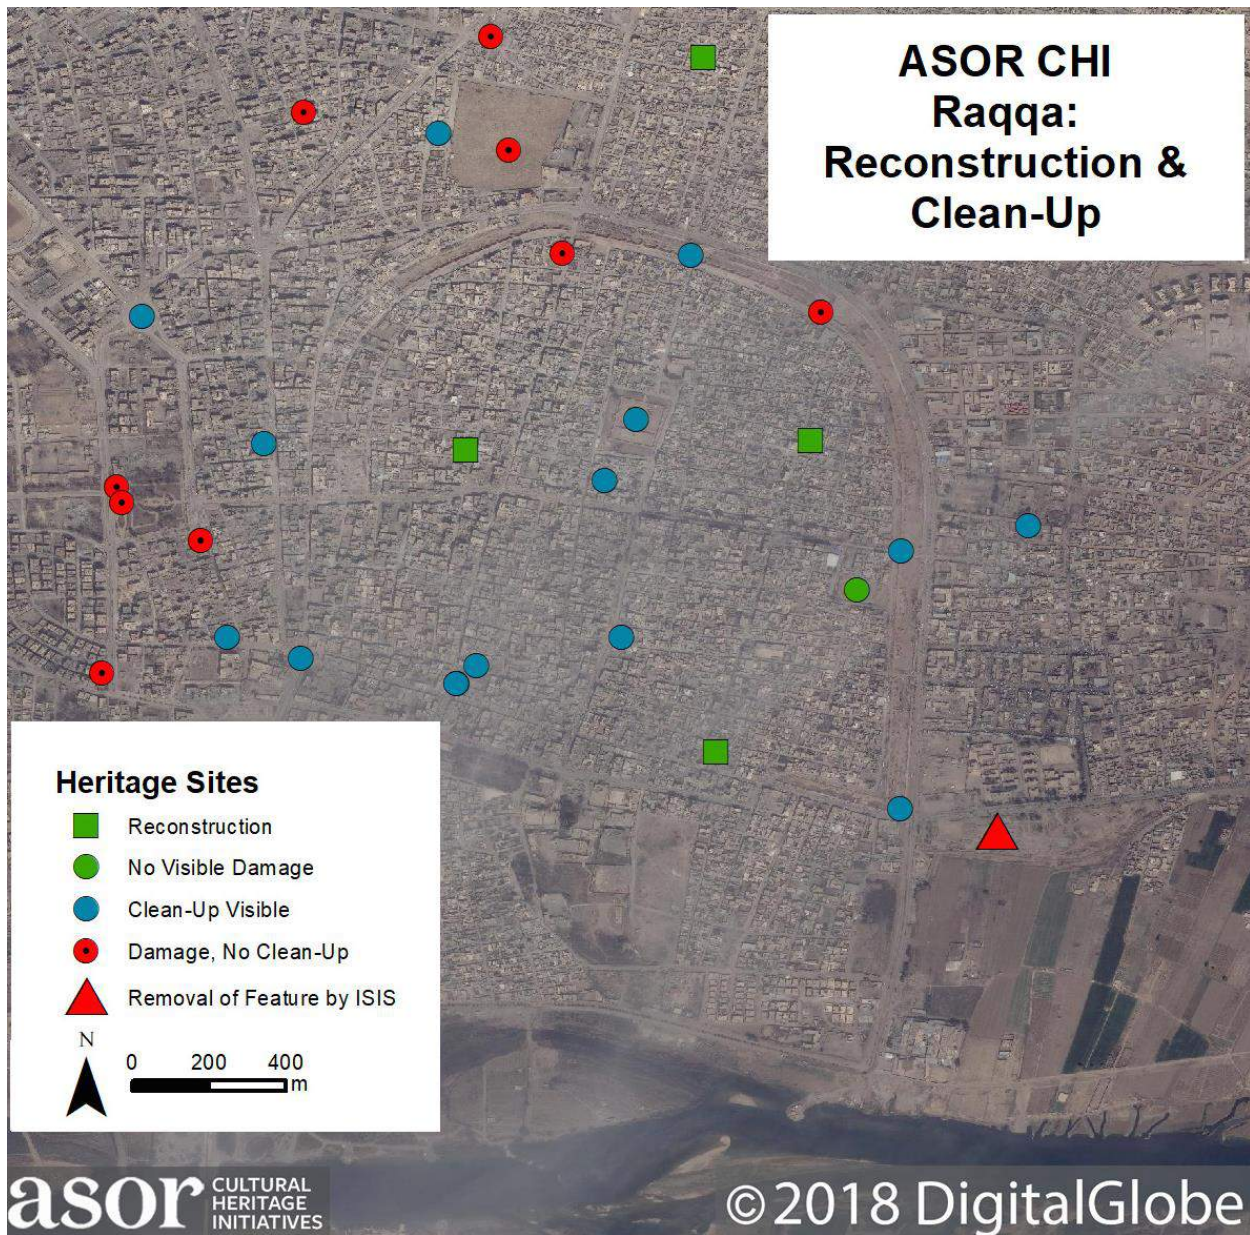 ASOR CHI
Raqqa:
Reconstruction &
Clean-Up
Heritage Sites
Reconstruction
No Visible Damage
Clean-Up Visible
Damage, No Clean-Up
Removal of Feature by ISIS
N
0 200 400
m
asor CULTURAL
HERITAGE
INITIATIVES
©2018 DigitalGlobe